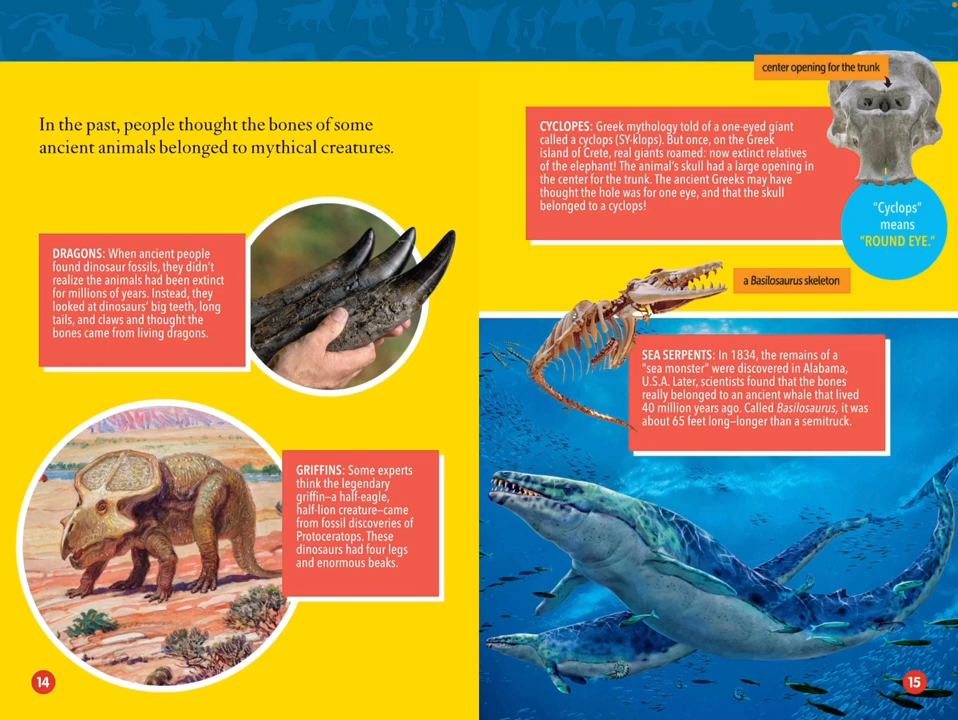 In the past, people thought the bones of some
ancient animals belonged to mythical creatures.
DRAGONS: When ancient people
found dinosaur fossils, they didn't
realize the animals had been extinct
for millions of years. Instead, they
looked at dinosaurs' big teeth, long
tails, and claws and thought the
bones came from living dragons.
GRIFFINS: Some experts
think the legendary
griffin—a half-eagle,
half-lion creature—came
from fossil discoveries of
Protoceratops. These
dinosaurs had four legs
and enormous beaks.
14
center opening for the trunk
CYCLOPES: Greek mythology told of a one-eyed giant
called a cyclops (SY-klops). But once, on the Greek
island of Crete, real giants roamed: now extinct relatives
of the elephant! The animal's skull had a large opening in
the center for the trunk. The ancient Greeks may have
thought the hole was for one eye, and that the skull
belonged to a cyclops!
"Cyclops"
means
"ROUND EYE."
a Basilosaurus skeleton
SEA SERPENTS: In 1834, the remains of a
"sea monster" were discovered in Alabama,
U.S.A. Later, scientists found that the bones
really belonged to an ancient whale that lived
40 million years ago. Called Basilosaurus, it was
about 65 feet long—longer than a semitruck.
15